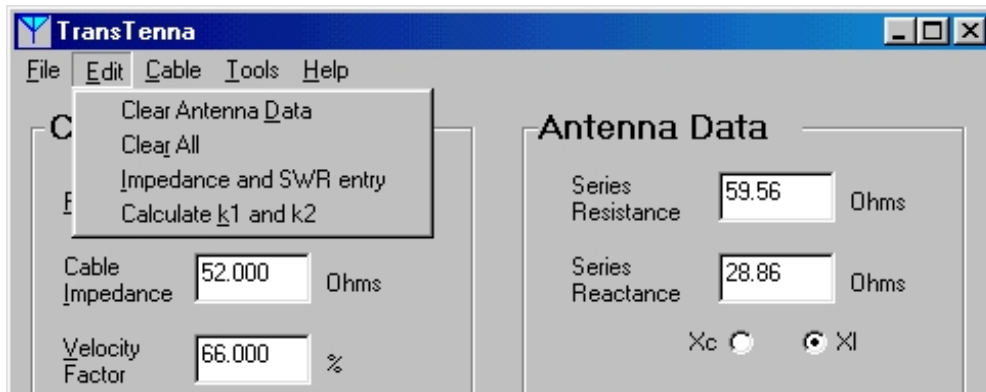 TransTenna
File Edit Cable Tools Help
Clear Antenna Data
Clear All
Impedance and SWR entry
Calculate k1 and k2
Cable
Impedance
52.000
Ohms
Velocity
Factor
66.000
%
Antenna Data
Series
Resistance
59.56
Ohms
Series
Reactance
28.86
Ohms
Xc
Xl